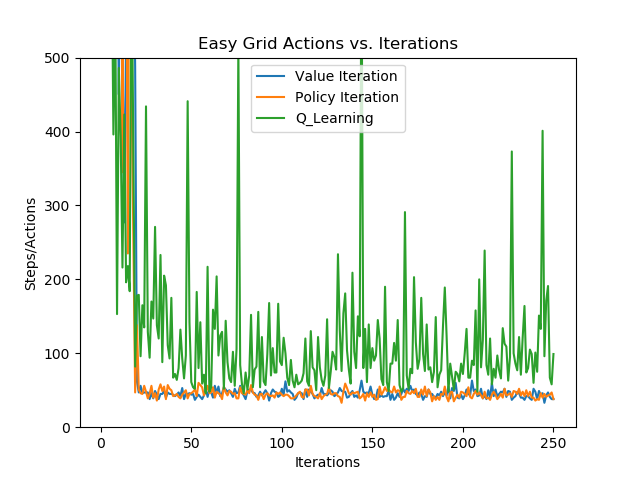 Easy Grid Actions vs. Iterations
Value Iteration
Policy Iteration
Q_Learning
Steps/Actions
500
400
300
200
100
0
0
50
100
150
200
250
Iterations